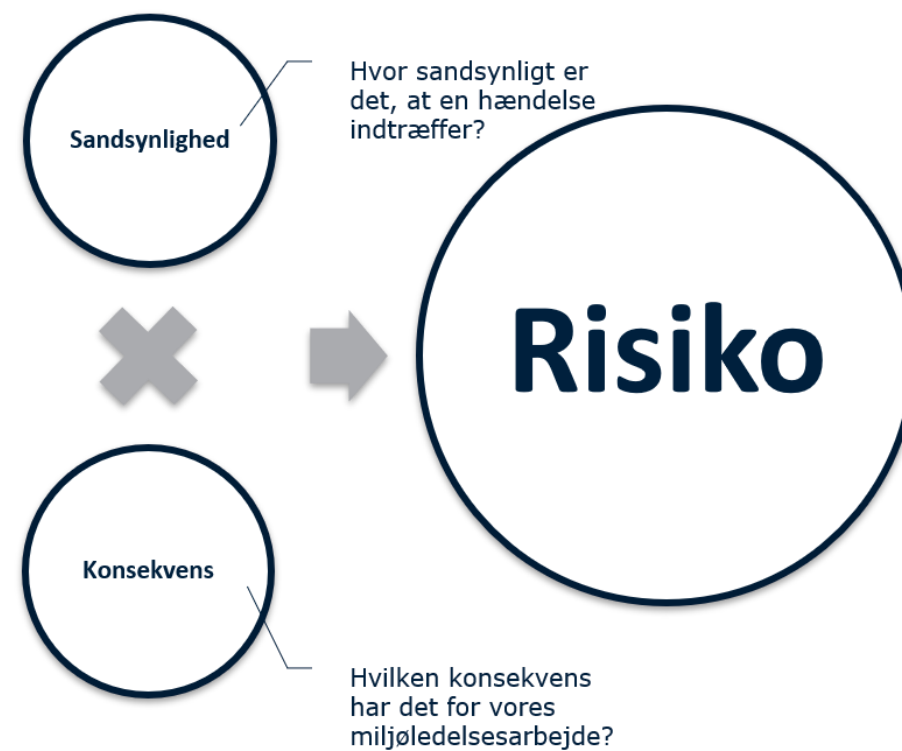 Hvor sandsynligt er
det, at en hændelse
indtræffer?
Sandsynlighed
Risiko
Konsekvens
Hvilken konsekvens
har det for vores
miljøledelsesarbejde?